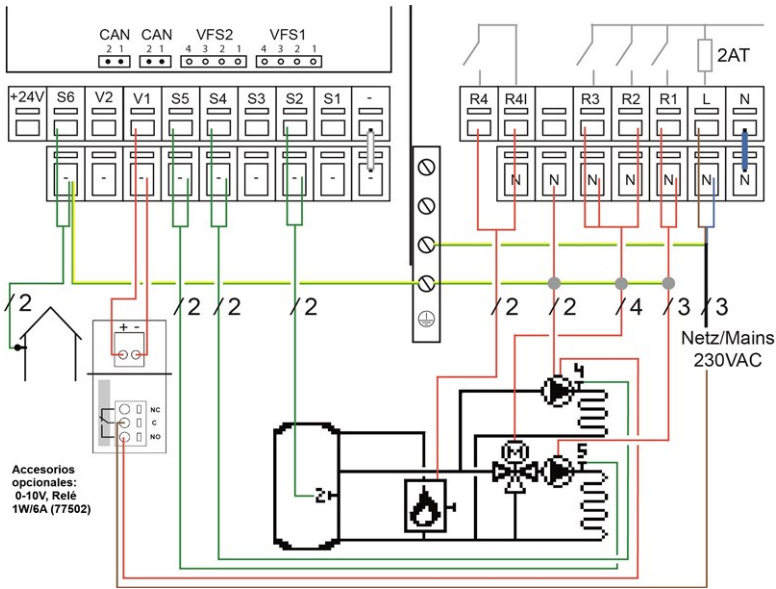 CAN CAN VFS2 VFS1
2 1 2 1 4 3 2 1 4 3 2 1
2AT
+24V S6 V2 V1 S5 S4 S3 S2 S1 - R4 R4I R3 R2 R1 L N
- - - - - - - - - N N N N N N N
/2 /2 /2 /2 /2 /2 /4 /3 /3
Netz/Mains
230VAC
+ -
NC
C
NO
4
M
5
2
Accesorios
opcionales:
0-10V, Relé
1W/6A (77502)